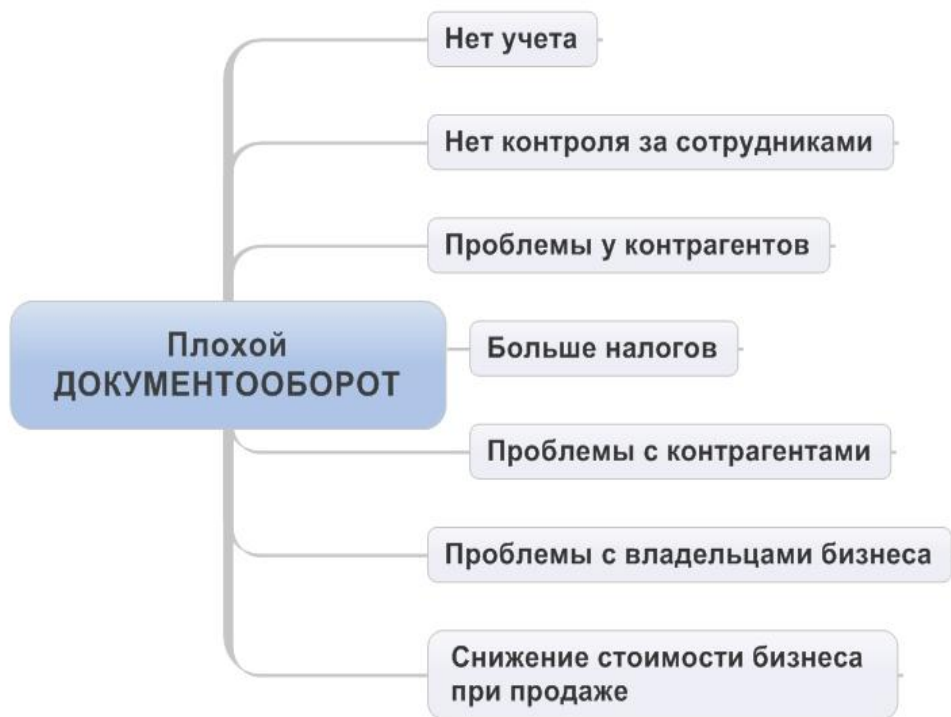 Нет учета
Нет контроля за сотрудниками
Проблемы у контрагентов
Плохой
ДОКУМЕНТООБОРОТ
Больше налогов
Проблемы с контрагентами
Проблемы с владельцами бизнеса
Снижение стоимости бизнеса
при продаже